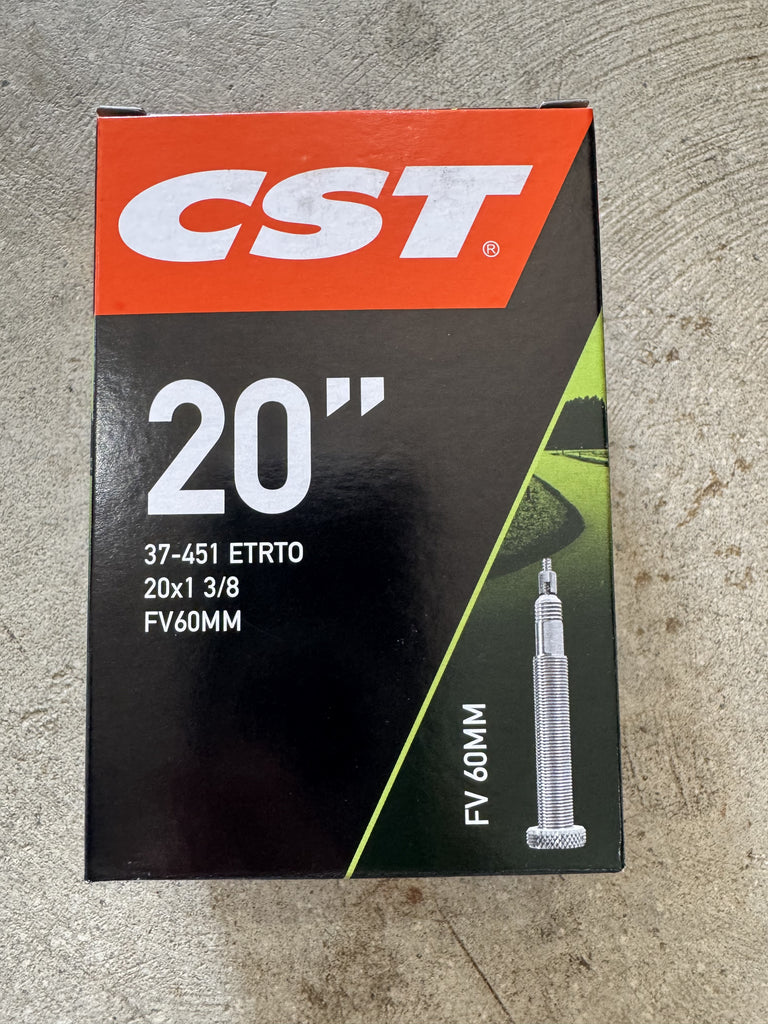 CST®
20"
37-451 ETRTO
20x1 3/8
FV60MM
FV 60MM